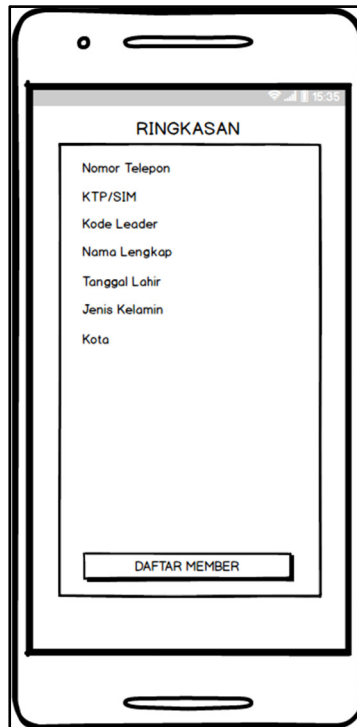 15:35
RINGKASAN
Nomor Telepon
KTP/SIM
Kode Leader
Nama Lengkap
Tanggal Lahir
Jenis Kelamin
Kota
DAFTAR MEMBER